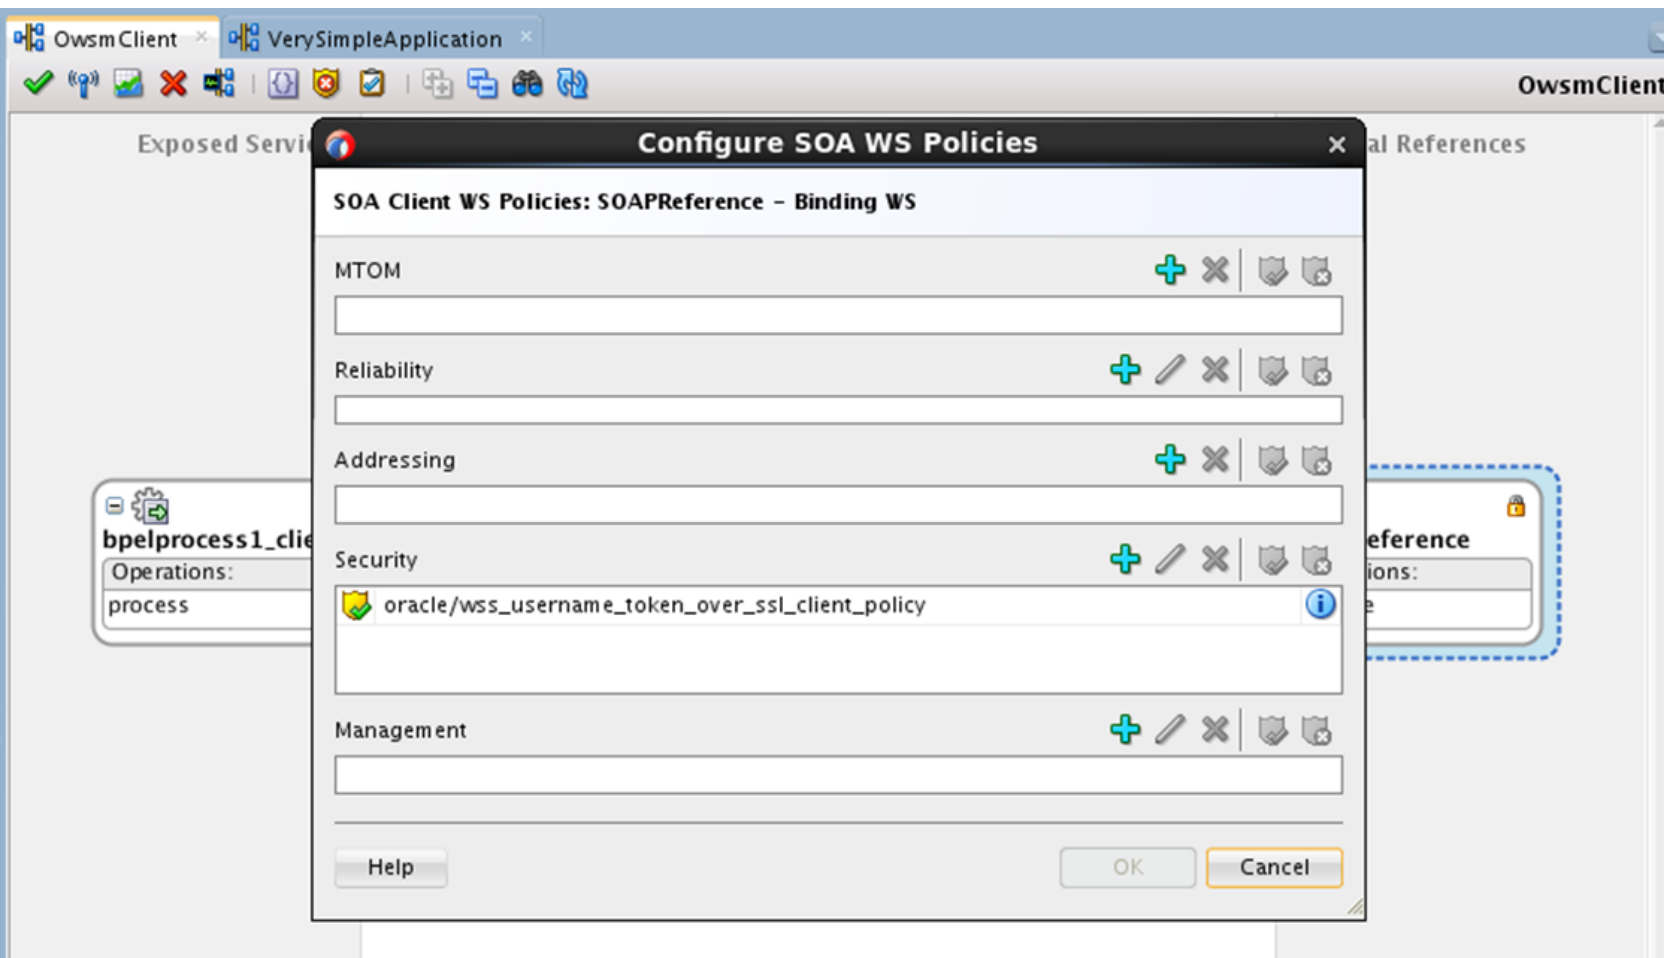 OwsmClient
VerySimpleApplication
OwsmClient
Exposed Servi
al References
Configure SOA WS Policies
SOA Client WS Policies: SOAPReference – Binding WS
MTOM
Reliability
Addressing
Security
oracle/wss_username_token_over_ssl_client_policy
Management
Help
OK
Cancel
bpelprocess1_clie
Operations:
process
eference
ions:
e